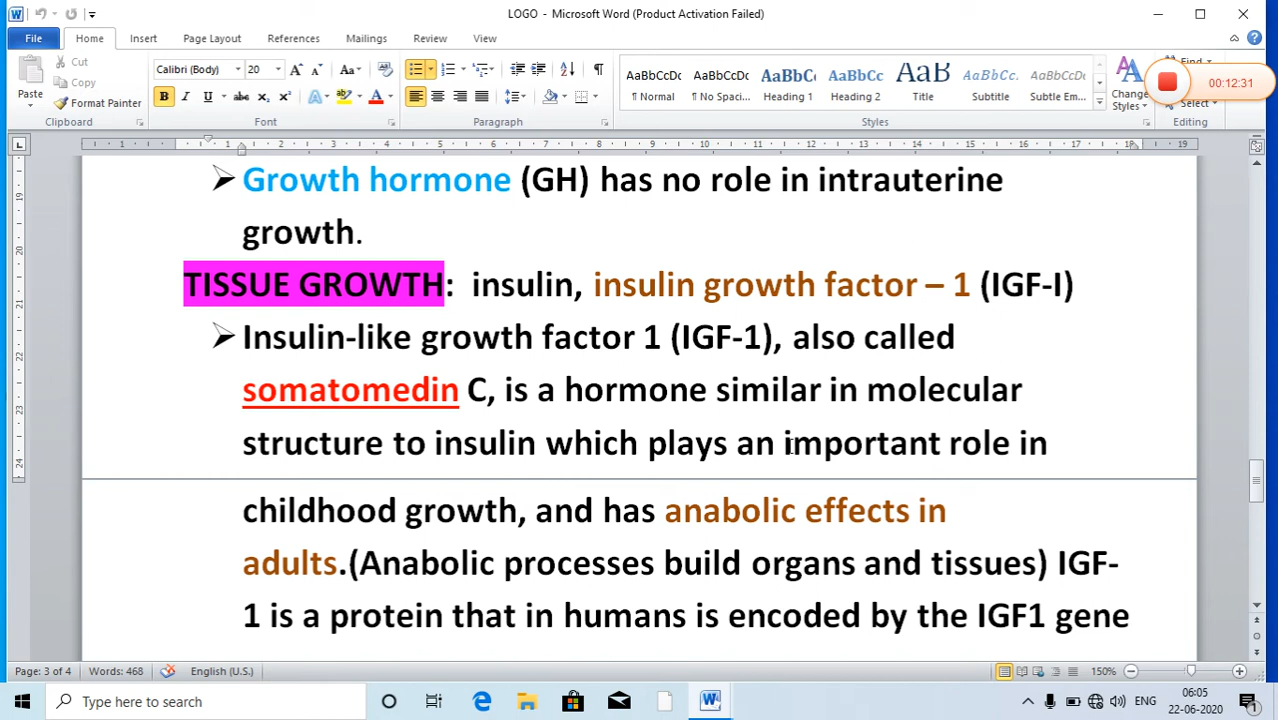 LOGO - Microsoft Word (Product Activation Failed)
File Home Insert Page Layout References Mailings Review View
Paste
Cut
Copy
Format Painter
Clipboard
Calibri (Body) 20
Font
Paragraph
AaBbCcDc AaBbCcDc AaBbC AaBbCc AaB AaBbCcDc AaBbCcDc
¶ Normal ¶ No Spaci... Heading 1 Heading 2 Title Subtitle Subtle Em...
Change Styles
Styles
Select
Editing
00:12:31
Growth hormone (GH) has no role in intrauterine
growth.
TISSUE GROWTH: insulin, insulin growth factor – 1 (IGF-I)
Insulin-like growth factor 1 (IGF-1), also called
somatomedin C, is a hormone similar in molecular
structure to insulin which plays an important role in
childhood growth, and has anabolic effects in
adults.(Anabolic processes build organs and tissues) IGF-
1 is a protein that in humans is encoded by the IGF1 gene
Page: 3 of 4 Words: 468 English (U.S.) 150%
Type here to search
ENG
06:05
22-06-2020